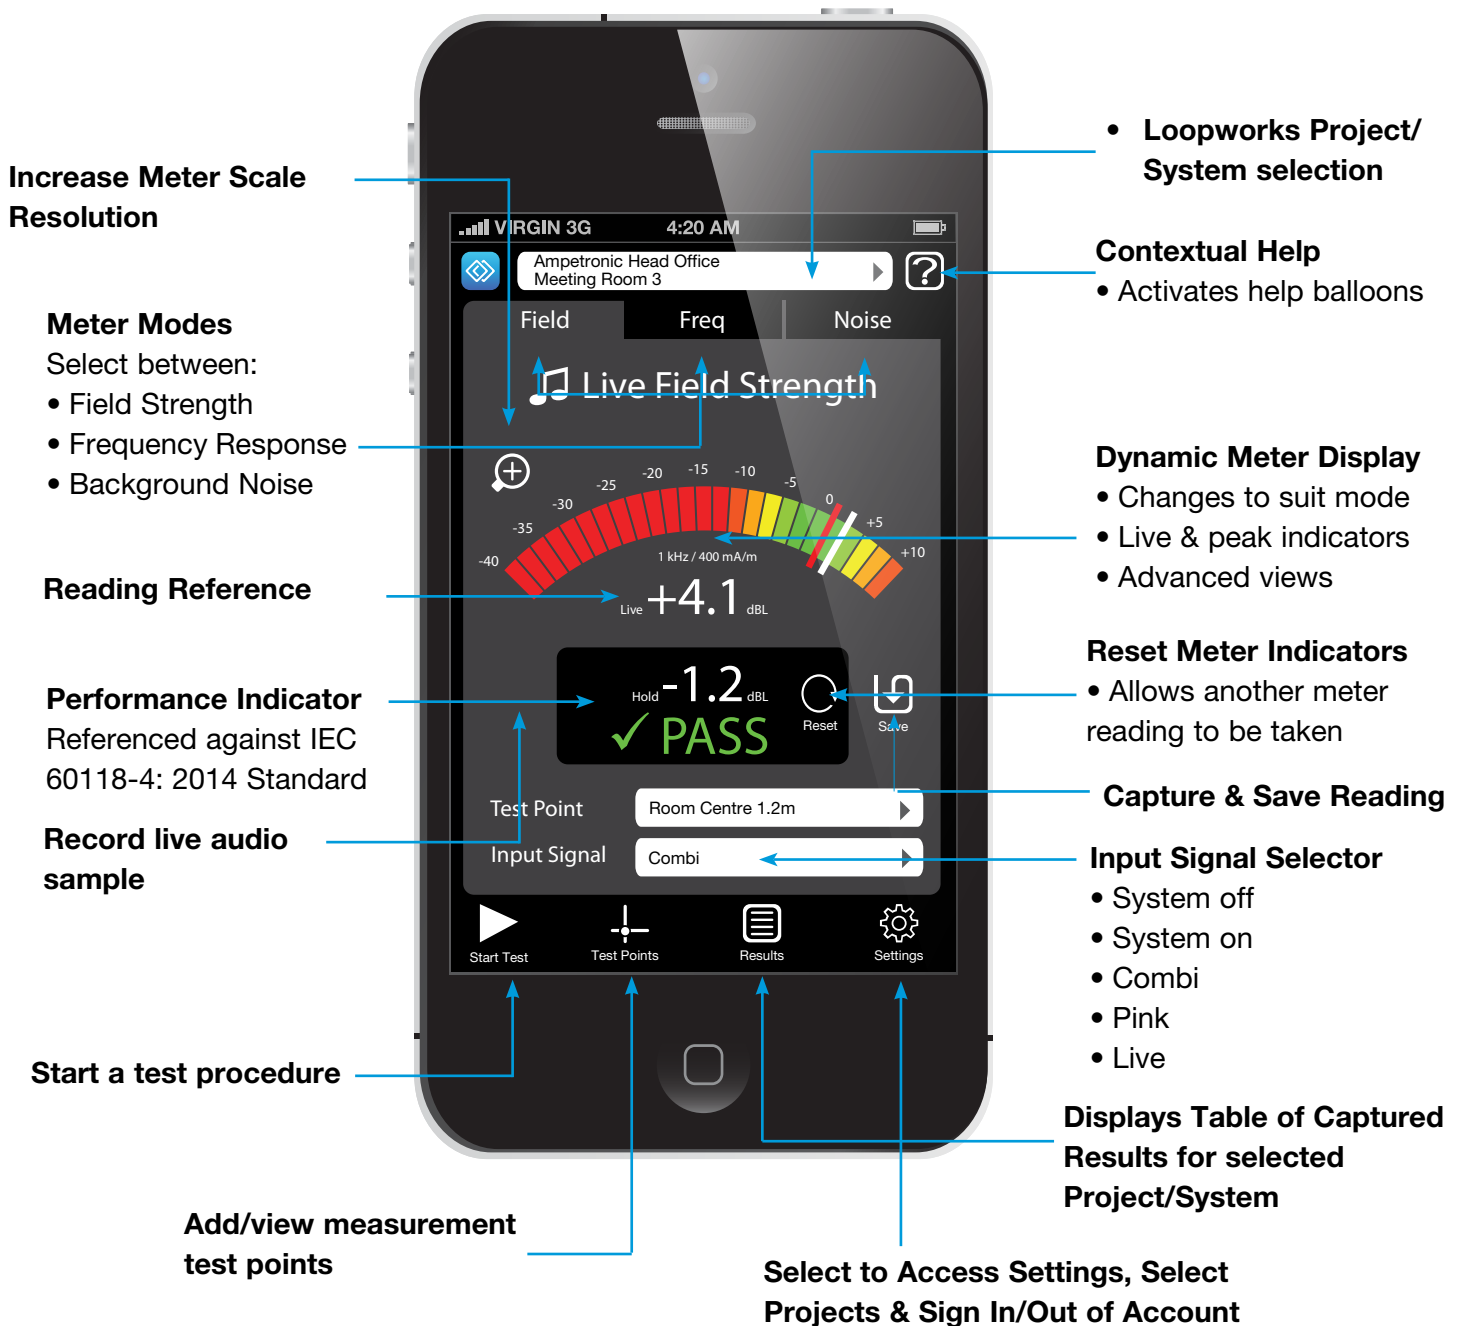 Increase Meter Scale
Resolution
Meter Modes
Select between:
• Field Strength
• Frequency Response
• Background Noise
Reading Reference
Performance Indicator
Referenced against IEC
60118-4: 2014 Standard
Record live audio
sample
Start a test procedure
Add/view measurement
test points
VIRGIN 3G
4:20 AM
Ampetronic Head Office
Meeting Room 3
?
Field
Freq
Noise
Live Field Strength
-40
-35
-30
-25
-20
-15
-10
-5
0
+5
+10
1 kHz / 400 mA/m
Live +4.1 dBL
Hold -1.2 dBL
✓ PASS
Reset
Save
Test Point
Room Centre 1.2m
Input Signal
Combi
Start Test
Test Points
Results
Settings
• Loopworks Project/
System selection
Contextual Help
• Activates help balloons
Dynamic Meter Display
• Changes to suit mode
• Live & peak indicators
• Advanced views
Reset Meter Indicators
• Allows another meter
reading to be taken
Capture & Save Reading
Input Signal Selector
• System off
• System on
• Combi
• Pink
• Live
Displays Table of Captured
Results for selected
Project/System
Select to Access Settings, Select
Projects & Sign In/Out of Account